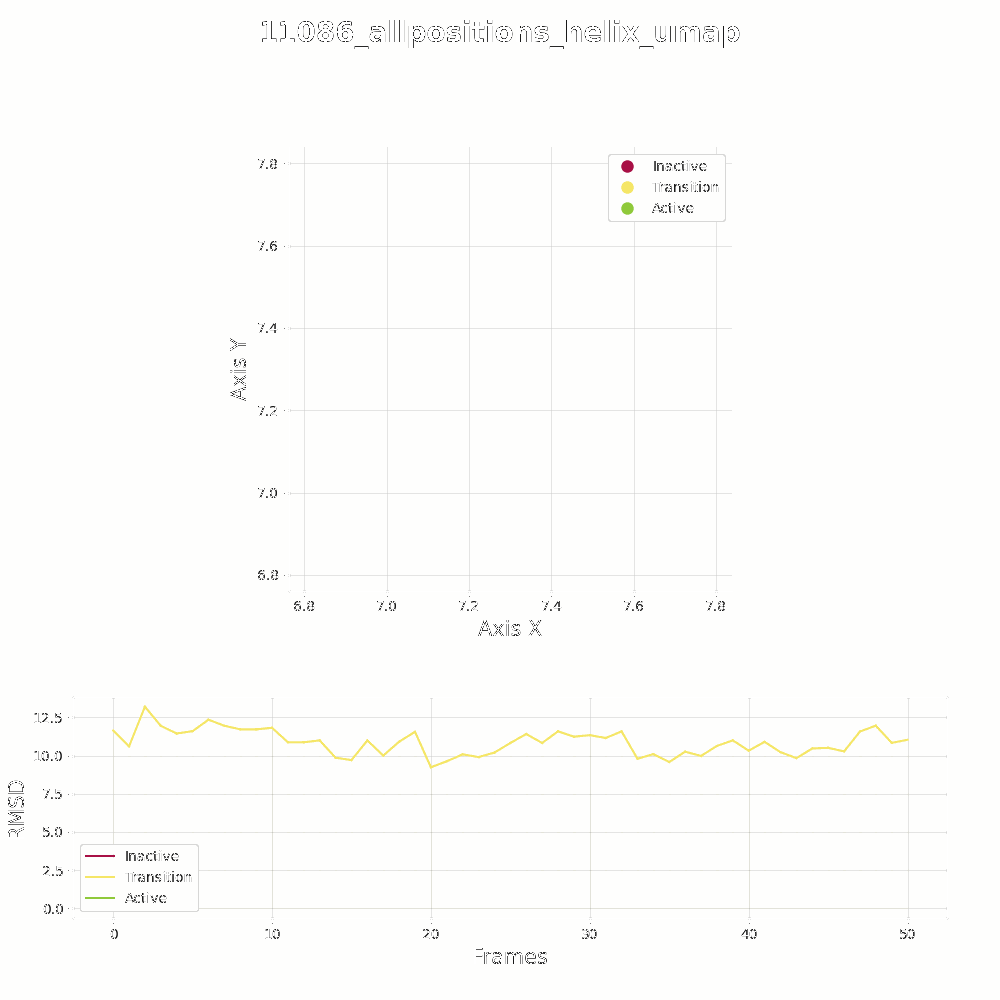 11086_allpositions_helix_umap
7.8
7.6
7.4
7.2
7.0
6.8
Axis Y
Inactive
Transition
Active
6.8 7.0 7.2 7.4 7.6 7.8
Axis X
12.5
10.0
7.5
5.0
2.5
0.0
RMSD
Inactive
Transition
Active
0 10 20 30 40 50
Frames